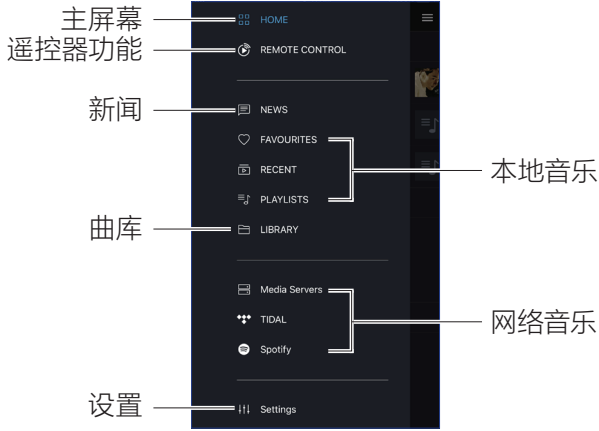 主屏幕
HOME
遥控器功能
REMOTE CONTROL
新闻
NEWS
FAVOURITES
RECENT
本地音乐
PLAYLISTS
曲库
LIBRARY
Media Servers
TIDAL
网络音乐
Spotify
设置
Settings